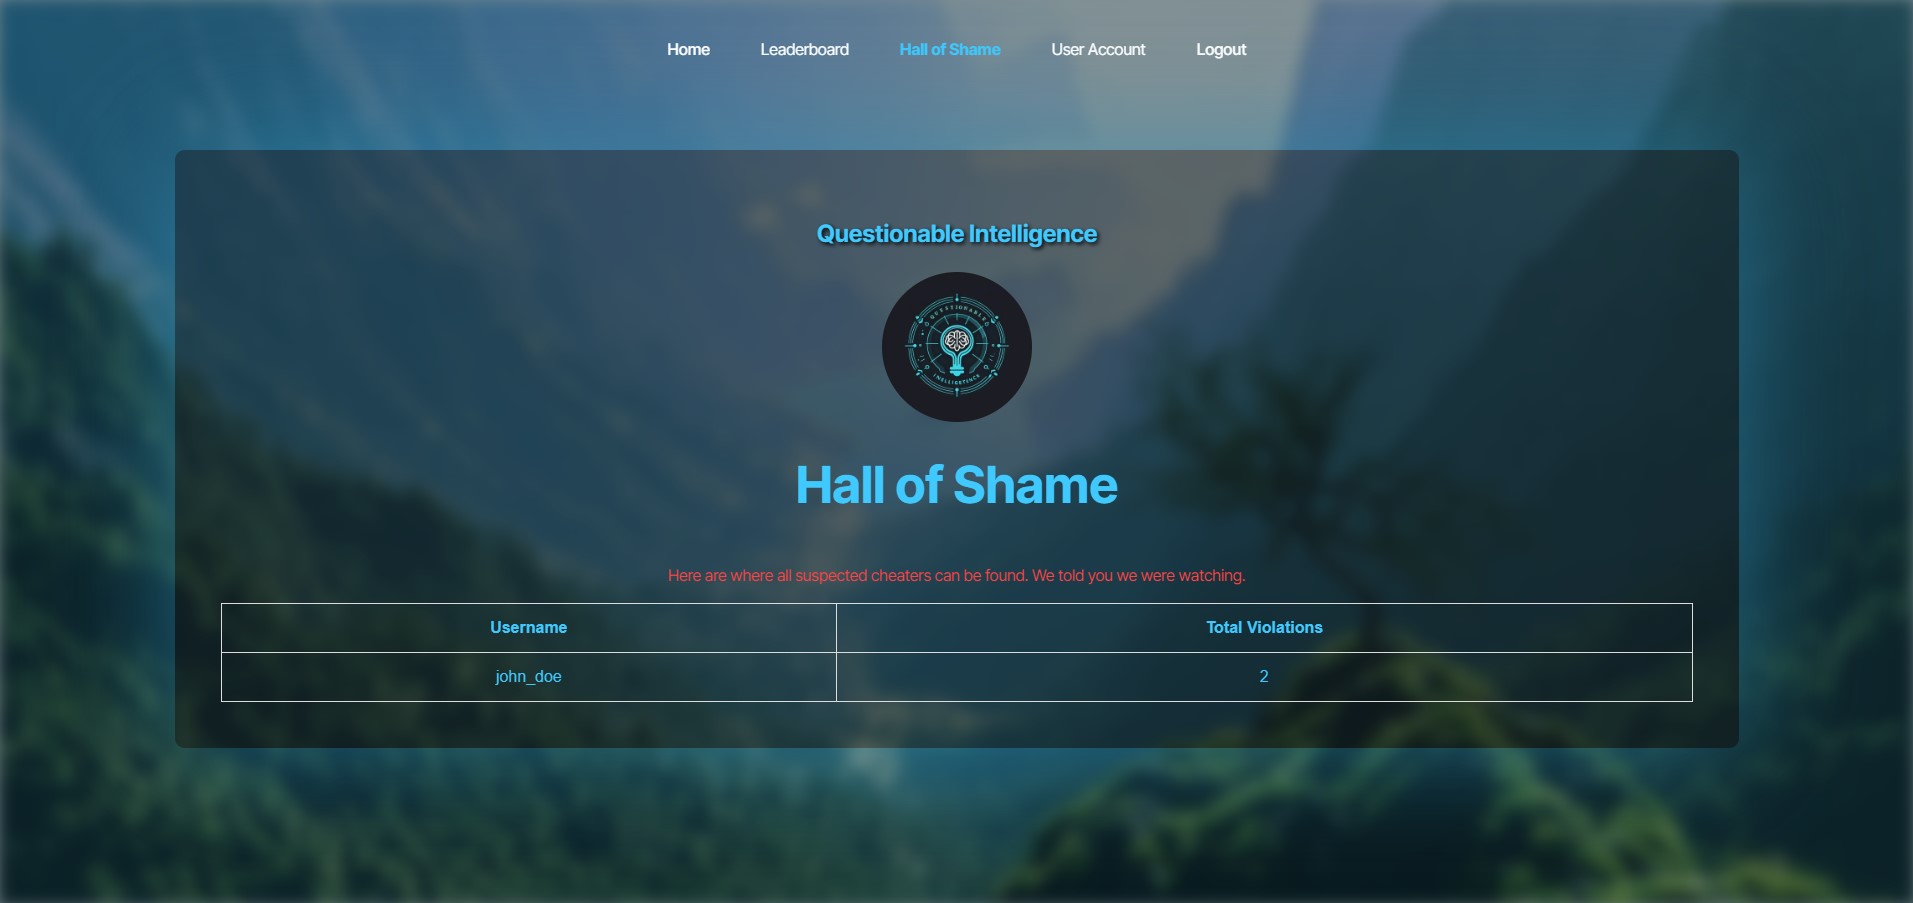 Home Leaderboard Hall of Shame User Account Logout
Questionable Intelligence
QUESTIONABLE
Hall of Shame
Here are where all suspected cheaters can be found. We told you we were watching.
Username Total Violations
john_doe 2